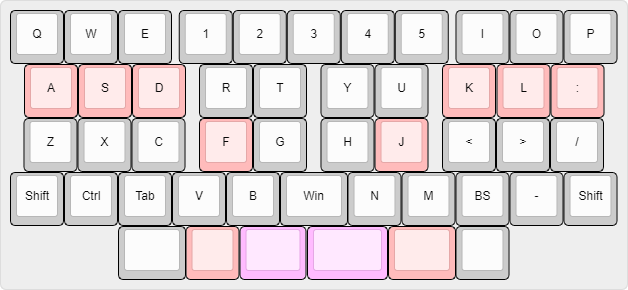 Q W E 1 2 3 4 5 I O P
A S D R T Y U K L :
Z X C F G H J < > /
Shift Ctrl Tab V B Win N M BS - Shift